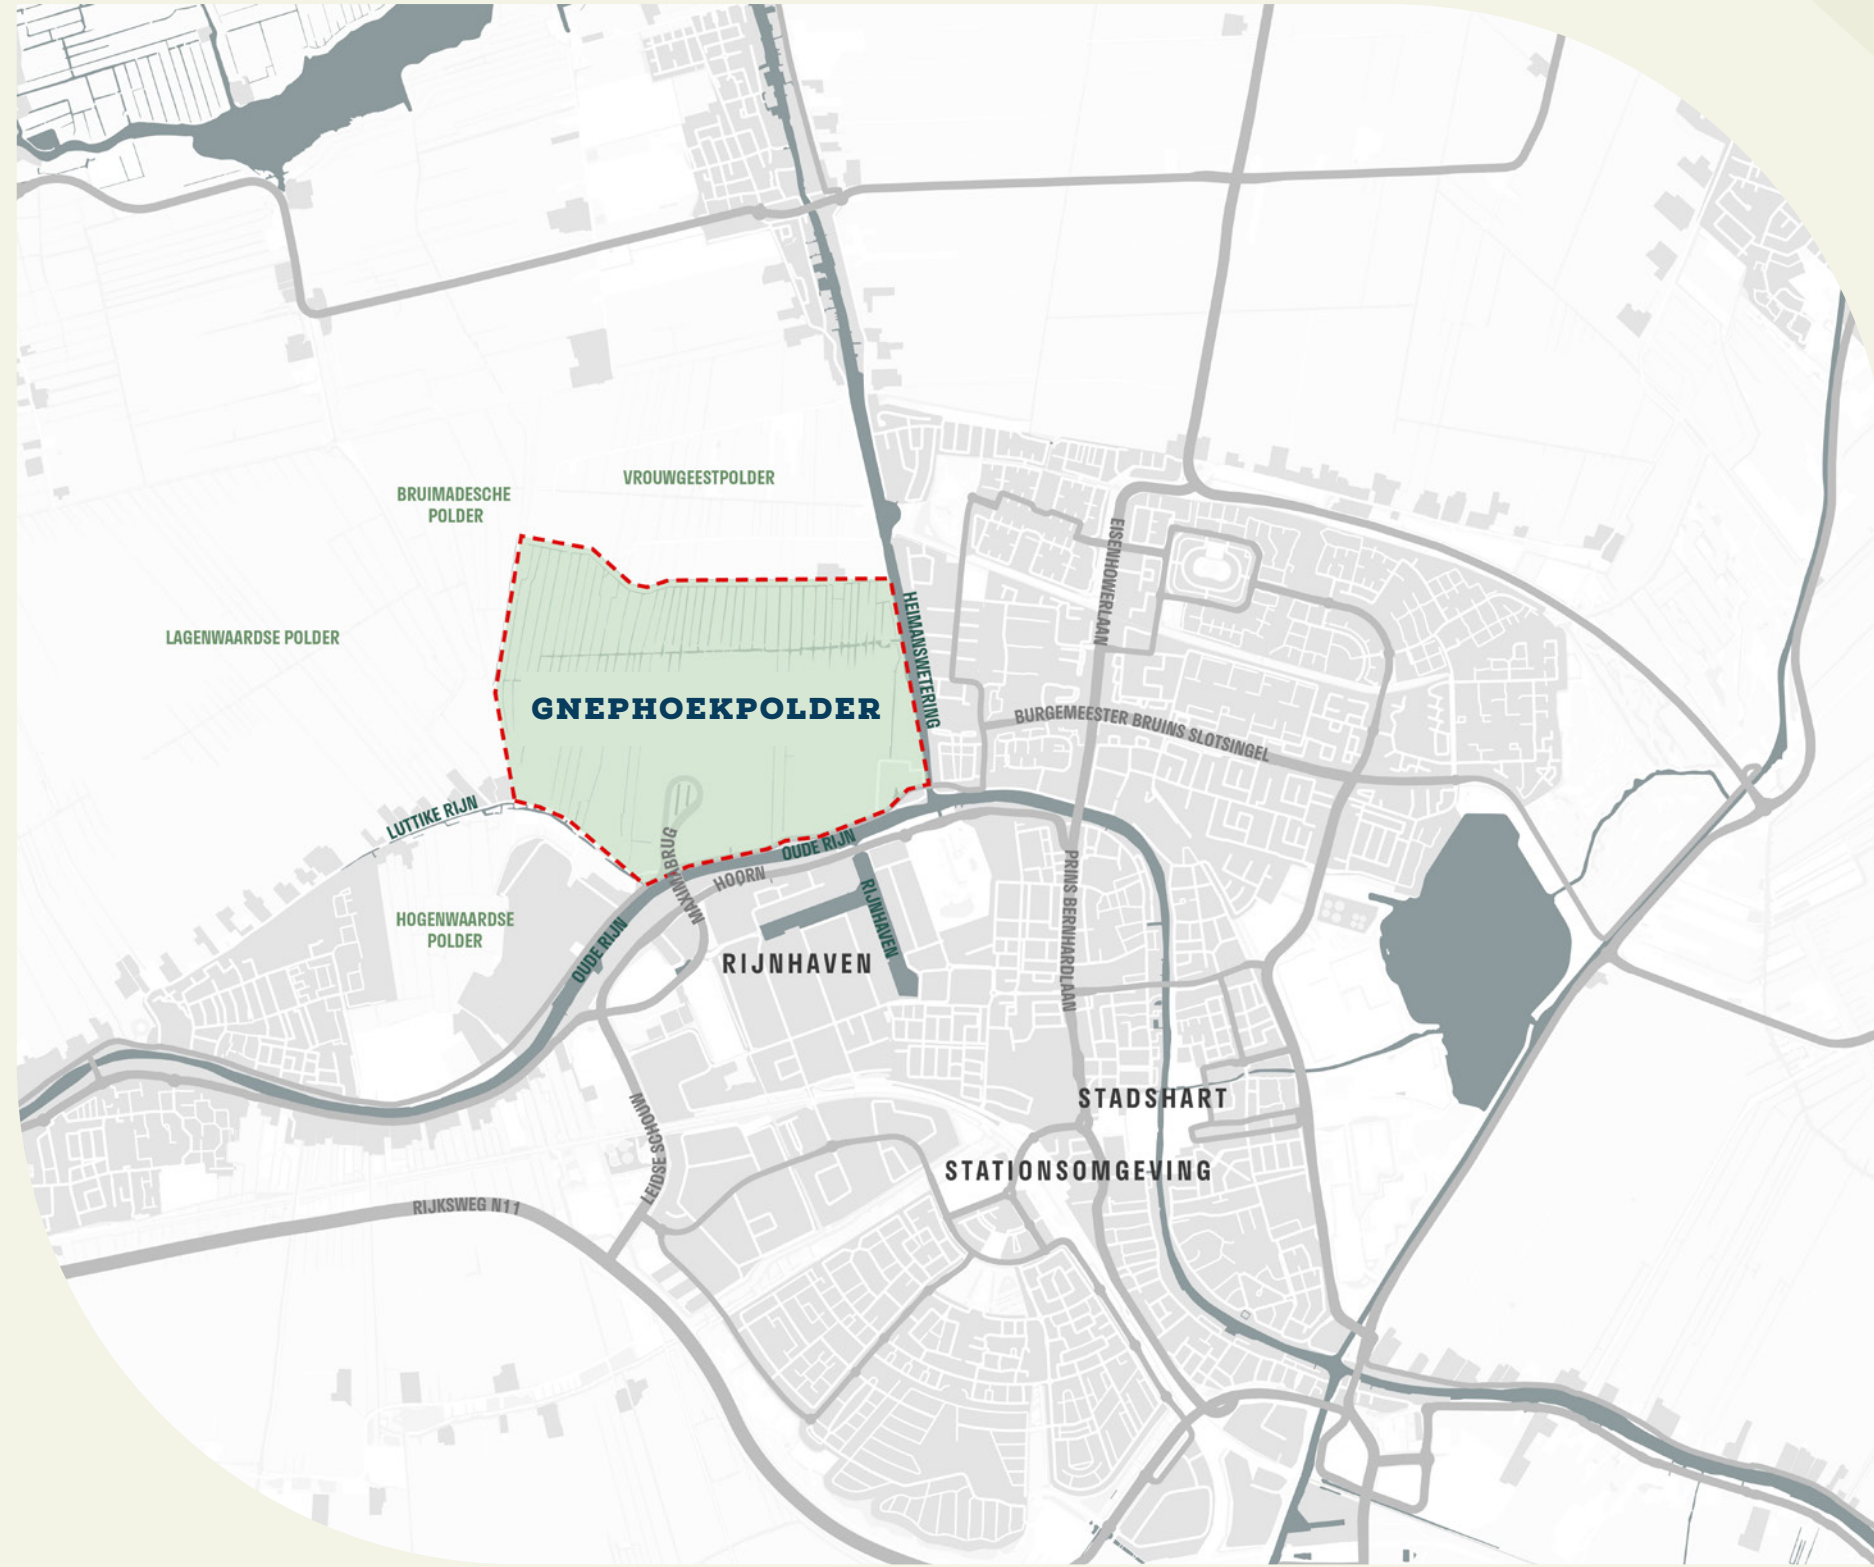 VROUWGEESTPOLDER
BRUIMADESCHE
POLDER
EISENHOWERLAAN
HEIMANSWETERING
LAGENWAARDSE POLDER
GNEPHOEKPOLDER
BURGEMEESTER BRUINS SLOTSINGEL
LUTTIKE RIJN
MAXIMABRUG
OUDE RIJN
HOORN
RIJNHAVEN
PRINS BERNHARDLAAN
HOGENWAARDSE
POLDER
OUDE RIJN
RIJNHAVEN
STADSHART
LEIDSE SCHOUW
STATIONSOMGEVING
RIJKSWEG N11